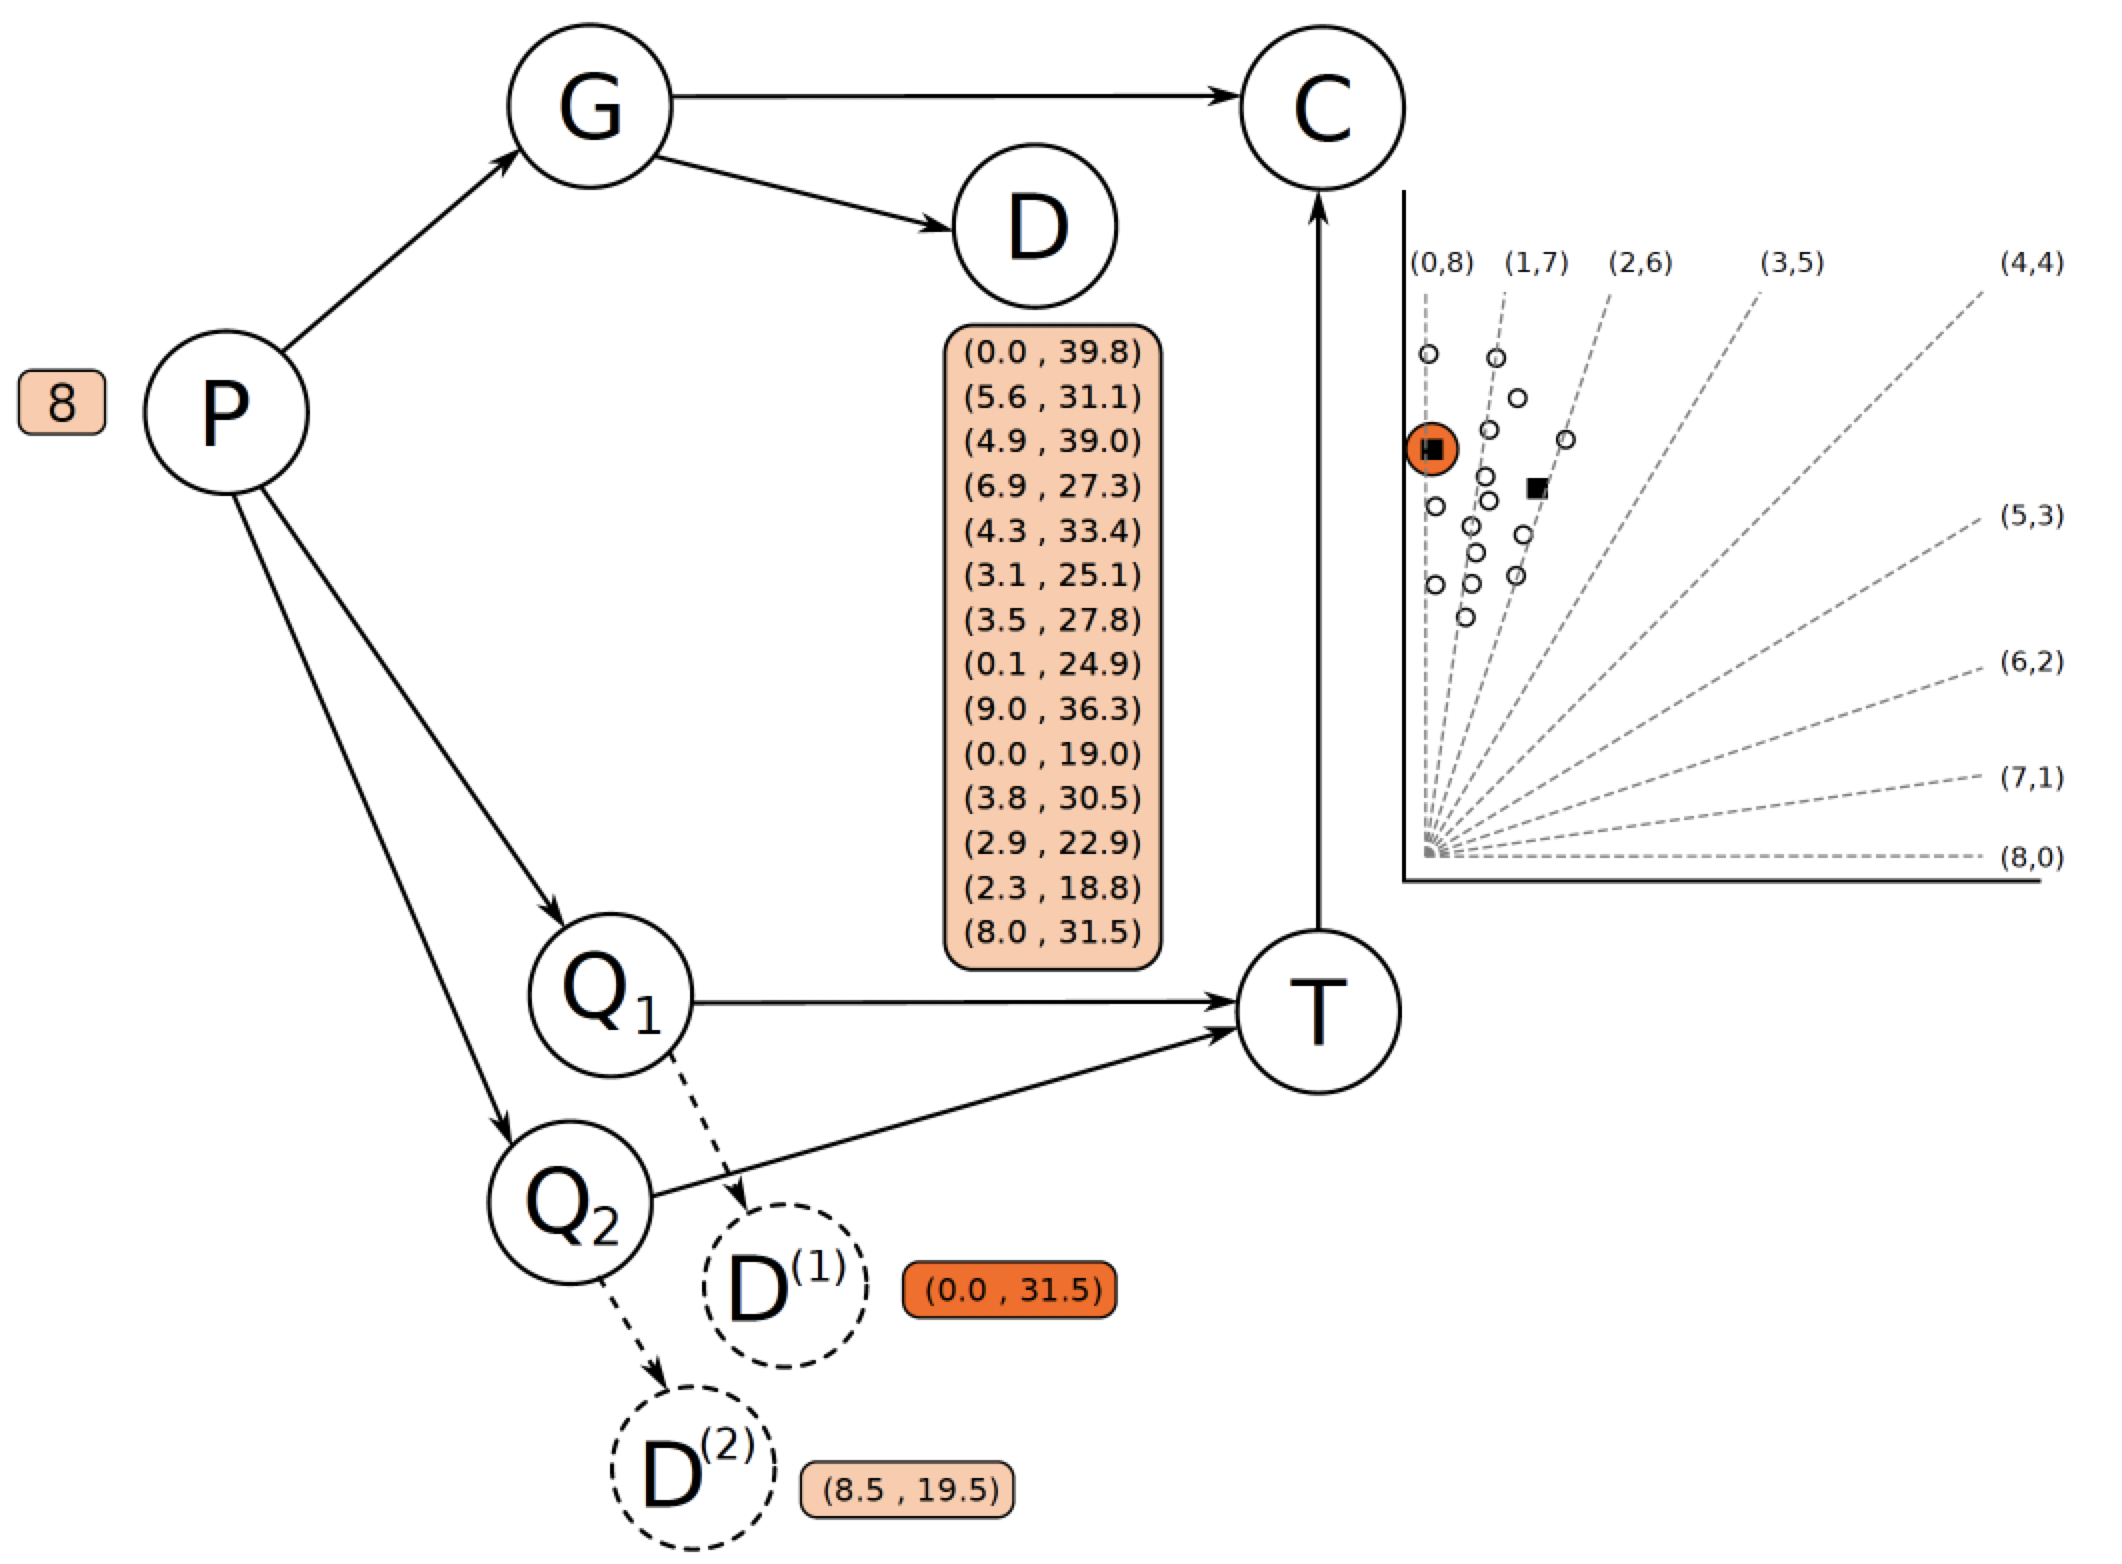 G
C
D
(0,8) (1,7) (2,6) (3,5) (4,4)
P
8
(0.0 , 39.8)
(5.6 , 31.1)
(4.9 , 39.0)
(6.9 , 27.3)
(4.3 , 33.4)
(3.1 , 25.1)
(3.5 , 27.8)
(0.1 , 24.9)
(9.0 , 36.3)
(0.0 , 19.0)
(3.8 , 30.5)
(2.9 , 22.9)
(2.3 , 18.8)
(8.0 , 31.5)
(5,3)
(6,2)
(7,1)
(8,0)
Q1
T
Q2
D(1)
(0.0 , 31.5)
D(2)
(8.5 , 19.5)